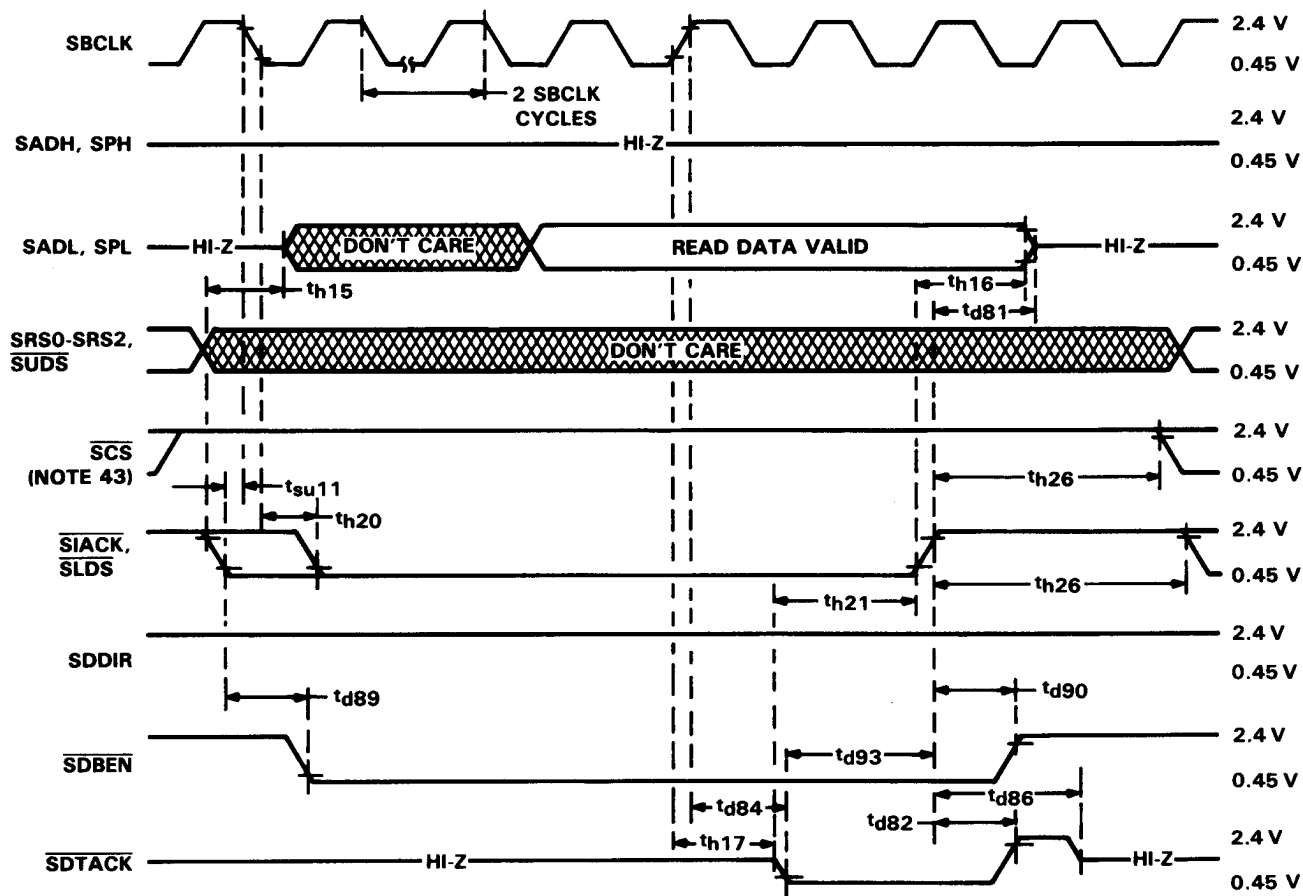 SBCLK
2.4 V
0.45 V
2 SBCLK
CYCLES
SADH, SPH
HI-Z
2.4 V
0.45 V
SADL, SPL
HI-Z
DON'T CARE
READ DATA VALID
HI-Z
2.4 V
0.45 V
th15
th16
td81
SRS0-SRS2,
SUDS
DON'T CARE
2.4 V
0.45 V
SCS
(NOTE 43)
2.4 V
0.45 V
tsu11
th26
th20
SIACK,
SLDS
2.4 V
0.45 V
th26
th21
SDDIR
2.4 V
0.45 V
td89
td90
SDBEN
2.4 V
0.45 V
td93
td86
td84
td82
th17
SDTACK
HI-Z
HI-Z
2.4 V
0.45 V